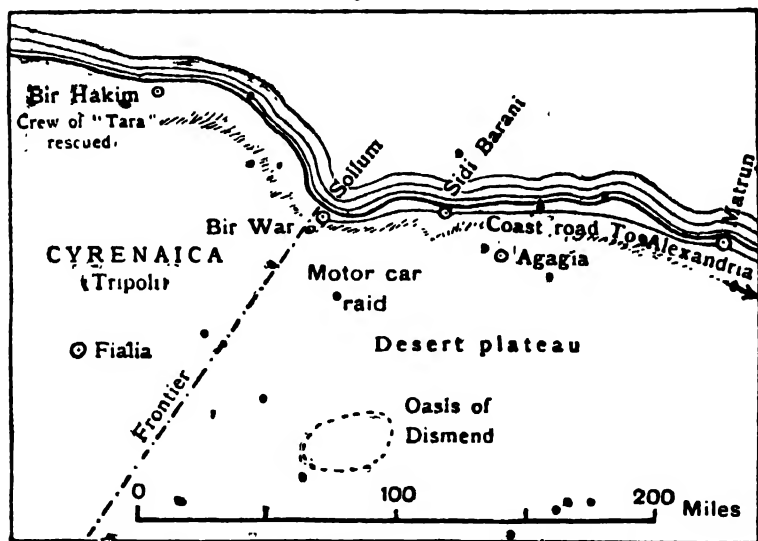 Bir Hakim
Crew of "Tara"
rescued.
Sollum
Sidi Barani
Matrun
Bir War
Coast road To Alexandria
CYRENAICA
(Tripoli)
Motor car
raid
Agagia
Fialia
Desert plateau
Frontier
Oasis of
Dismend
0 100 200 Miles